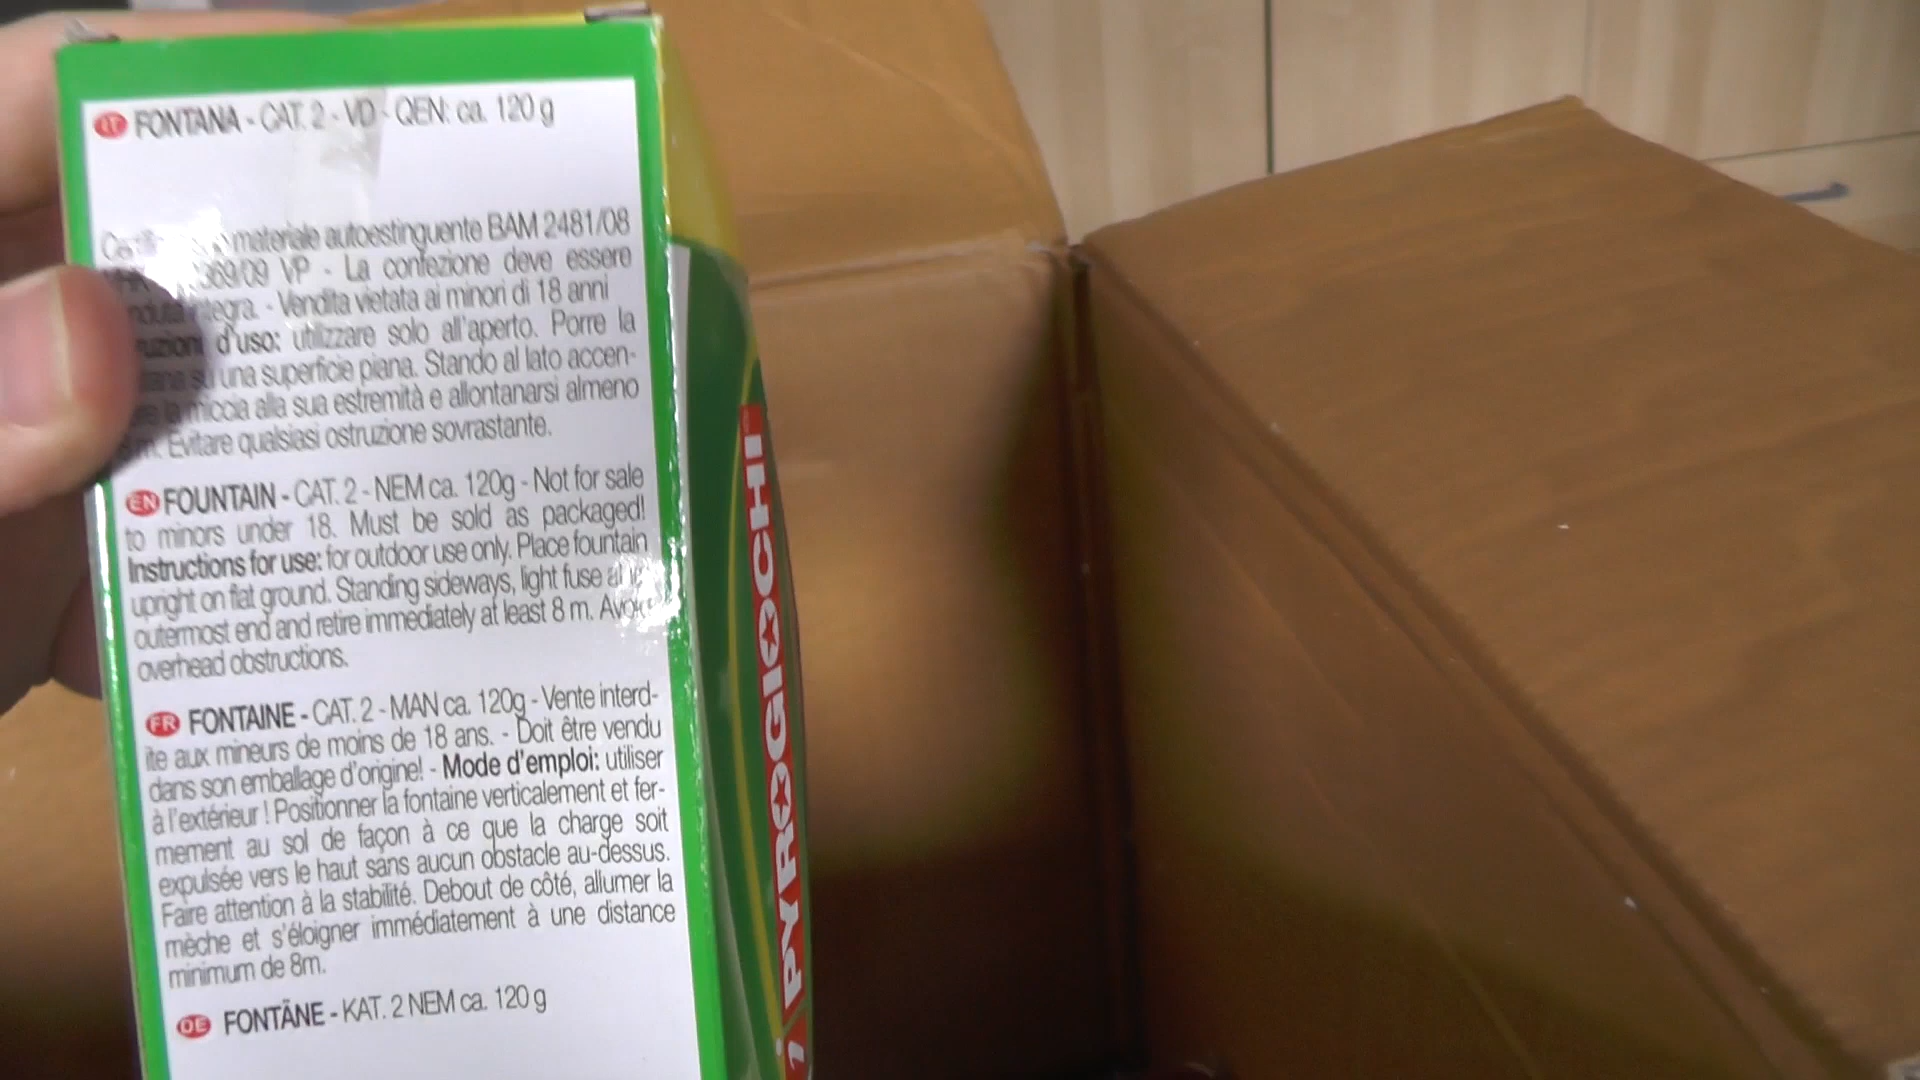 IT FONTANA - CAT. 2 - VD - QEN: ca. 120 g
materiale autoestinguente BAM 2481/08
369/09 VP - La confezione deve essere
integra. - Vendita vietata ai minori di 18 anni
d'uso: utilizzare solo all'aperto. Porre la
su una superficie piana. Stando al lato accen-
la miccia alla sua estremità e allontanarsi almeno
m. Evitare qualsiasi ostruzione sovrastante.
EN FOUNTAIN - CAT. 2 - NEM ca. 120g - Not for sale
to minors under 18. Must be sold as packaged!
Instructions for use: for outdoor use only. Place fountain
upright on flat ground. Standing sideways, light fuse at
outermost end and retire immediately at least 8 m. Avoid
overhead obstructions.
FR FONTAINE - CAT. 2 - MAN ca. 120g - Vente interd-
ite aux mineurs de moins de 18 ans. - Doit être vendu
dans son emballage d'origine! - Mode d'emploi: utiliser
à l'extérieur ! Positionner la fontaine verticalement et fer-
mement au sol de façon à ce que la charge soit
expulsée vers le haut sans aucun obstacle au-dessus.
Faire attention à la stabilité. Debout de côté, allumer la
mèche et s'éloigner immédiatement à une distance
minimum de 8m.
DE FONTÄNE - KAT. 2 NEM ca. 120 g
PYROGIOCHI